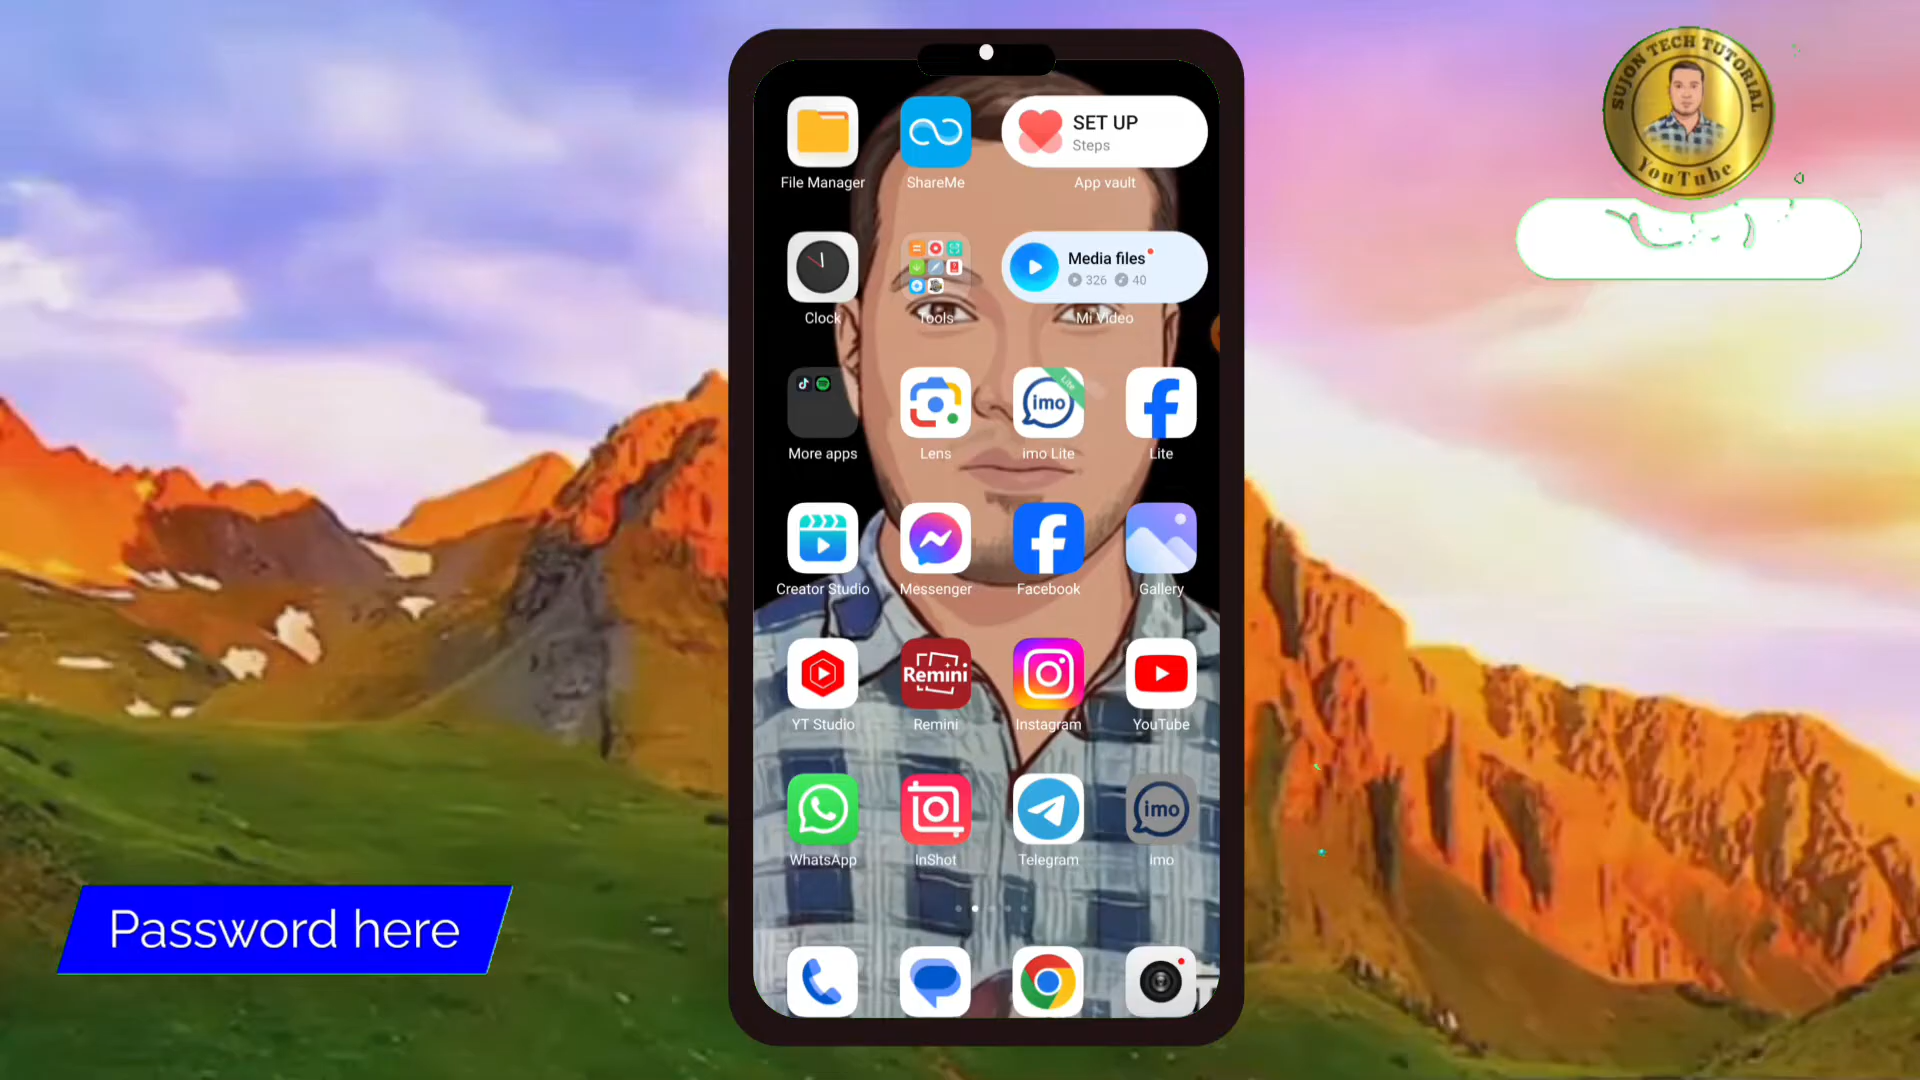 SUJON TECH TUTORIAL
YouTube
SET UP
Steps
File Manager
ShareMe
App vault
Media files
326 40
Clock
Tools
Mi Video
Lite
imo
More apps
Lens
imo Lite
Lite
Creator Studio
Messenger
Facebook
Gallery
Remini
YT Studio
Remini
Instagram
YouTube
imo
WhatsApp
InShot
Telegram
imo
Password here